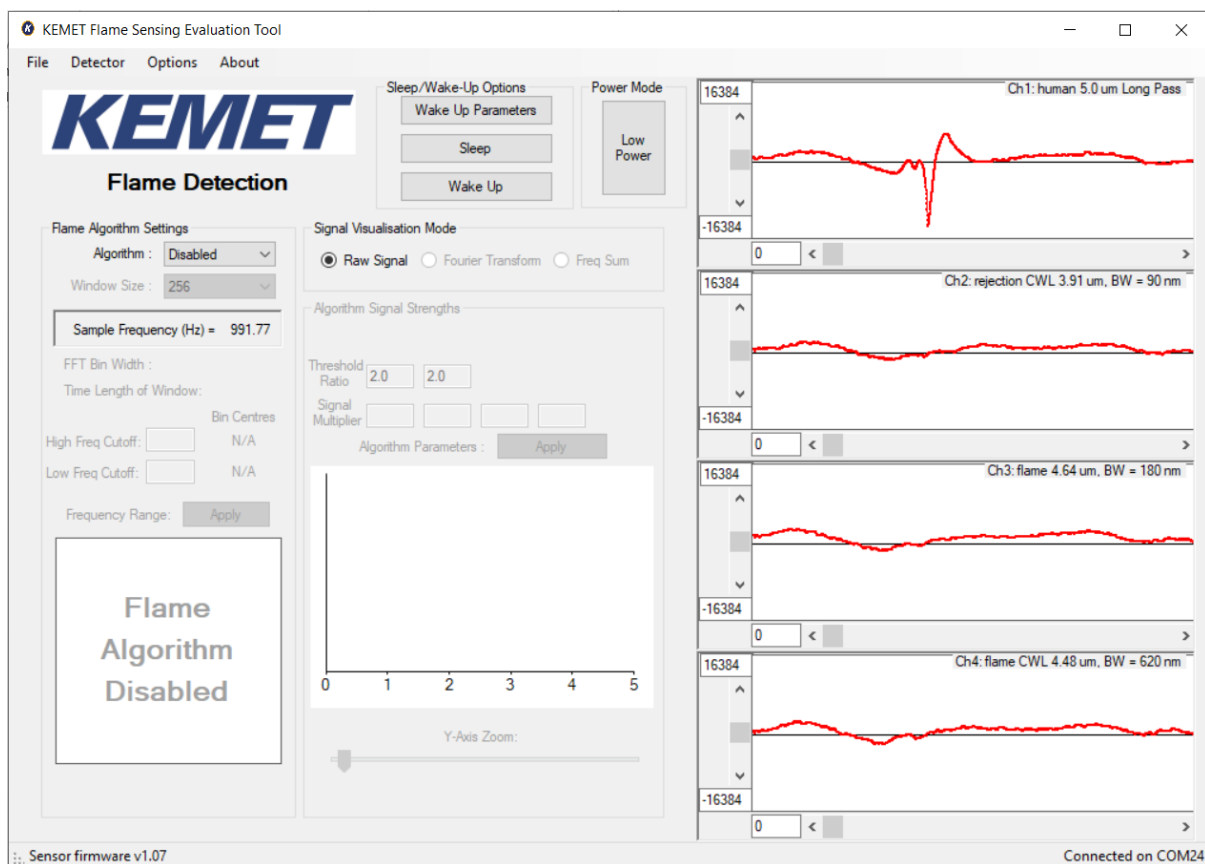 KEMET Flame Sensing Evaluation Tool
File Detector Options About
KEMET
Flame Detection
Sleep/Wake-Up Options
Wake Up Parameters
Sleep
Wake Up
Power Mode
Low
Power
Flame Algorithm Settings
Algorithm : Disabled
Window Size : 256
Sample Frequency (Hz) = 991.77
FFT Bin Width :
Time Length of Window:
Bin Centres
High Freq Cutoff: N/A
Low Freq Cutoff: N/A
Frequency Range: Apply
Flame
Algorithm
Disabled
Signal Visualisation Mode
Raw Signal Fourier Transform Freq Sum
Algorithm Signal Strengths
Threshold
Ratio 2.0 2.0
Signal
Multiplier
Algorithm Parameters : Apply
0 1 2 3 4 5
Y-Axis Zoom:
16384
Ch1: human 5.0 um Long Pass
-16384
0
16384
Ch2: rejection CWL 3.91 um, BW = 90 nm
-16384
0
16384
Ch3: flame 4.64 um, BW = 180 nm
-16384
0
16384
Ch4: flame CWL 4.48 um, BW = 620 nm
-16384
0
Sensor firmware v1.07
Connected on COM24